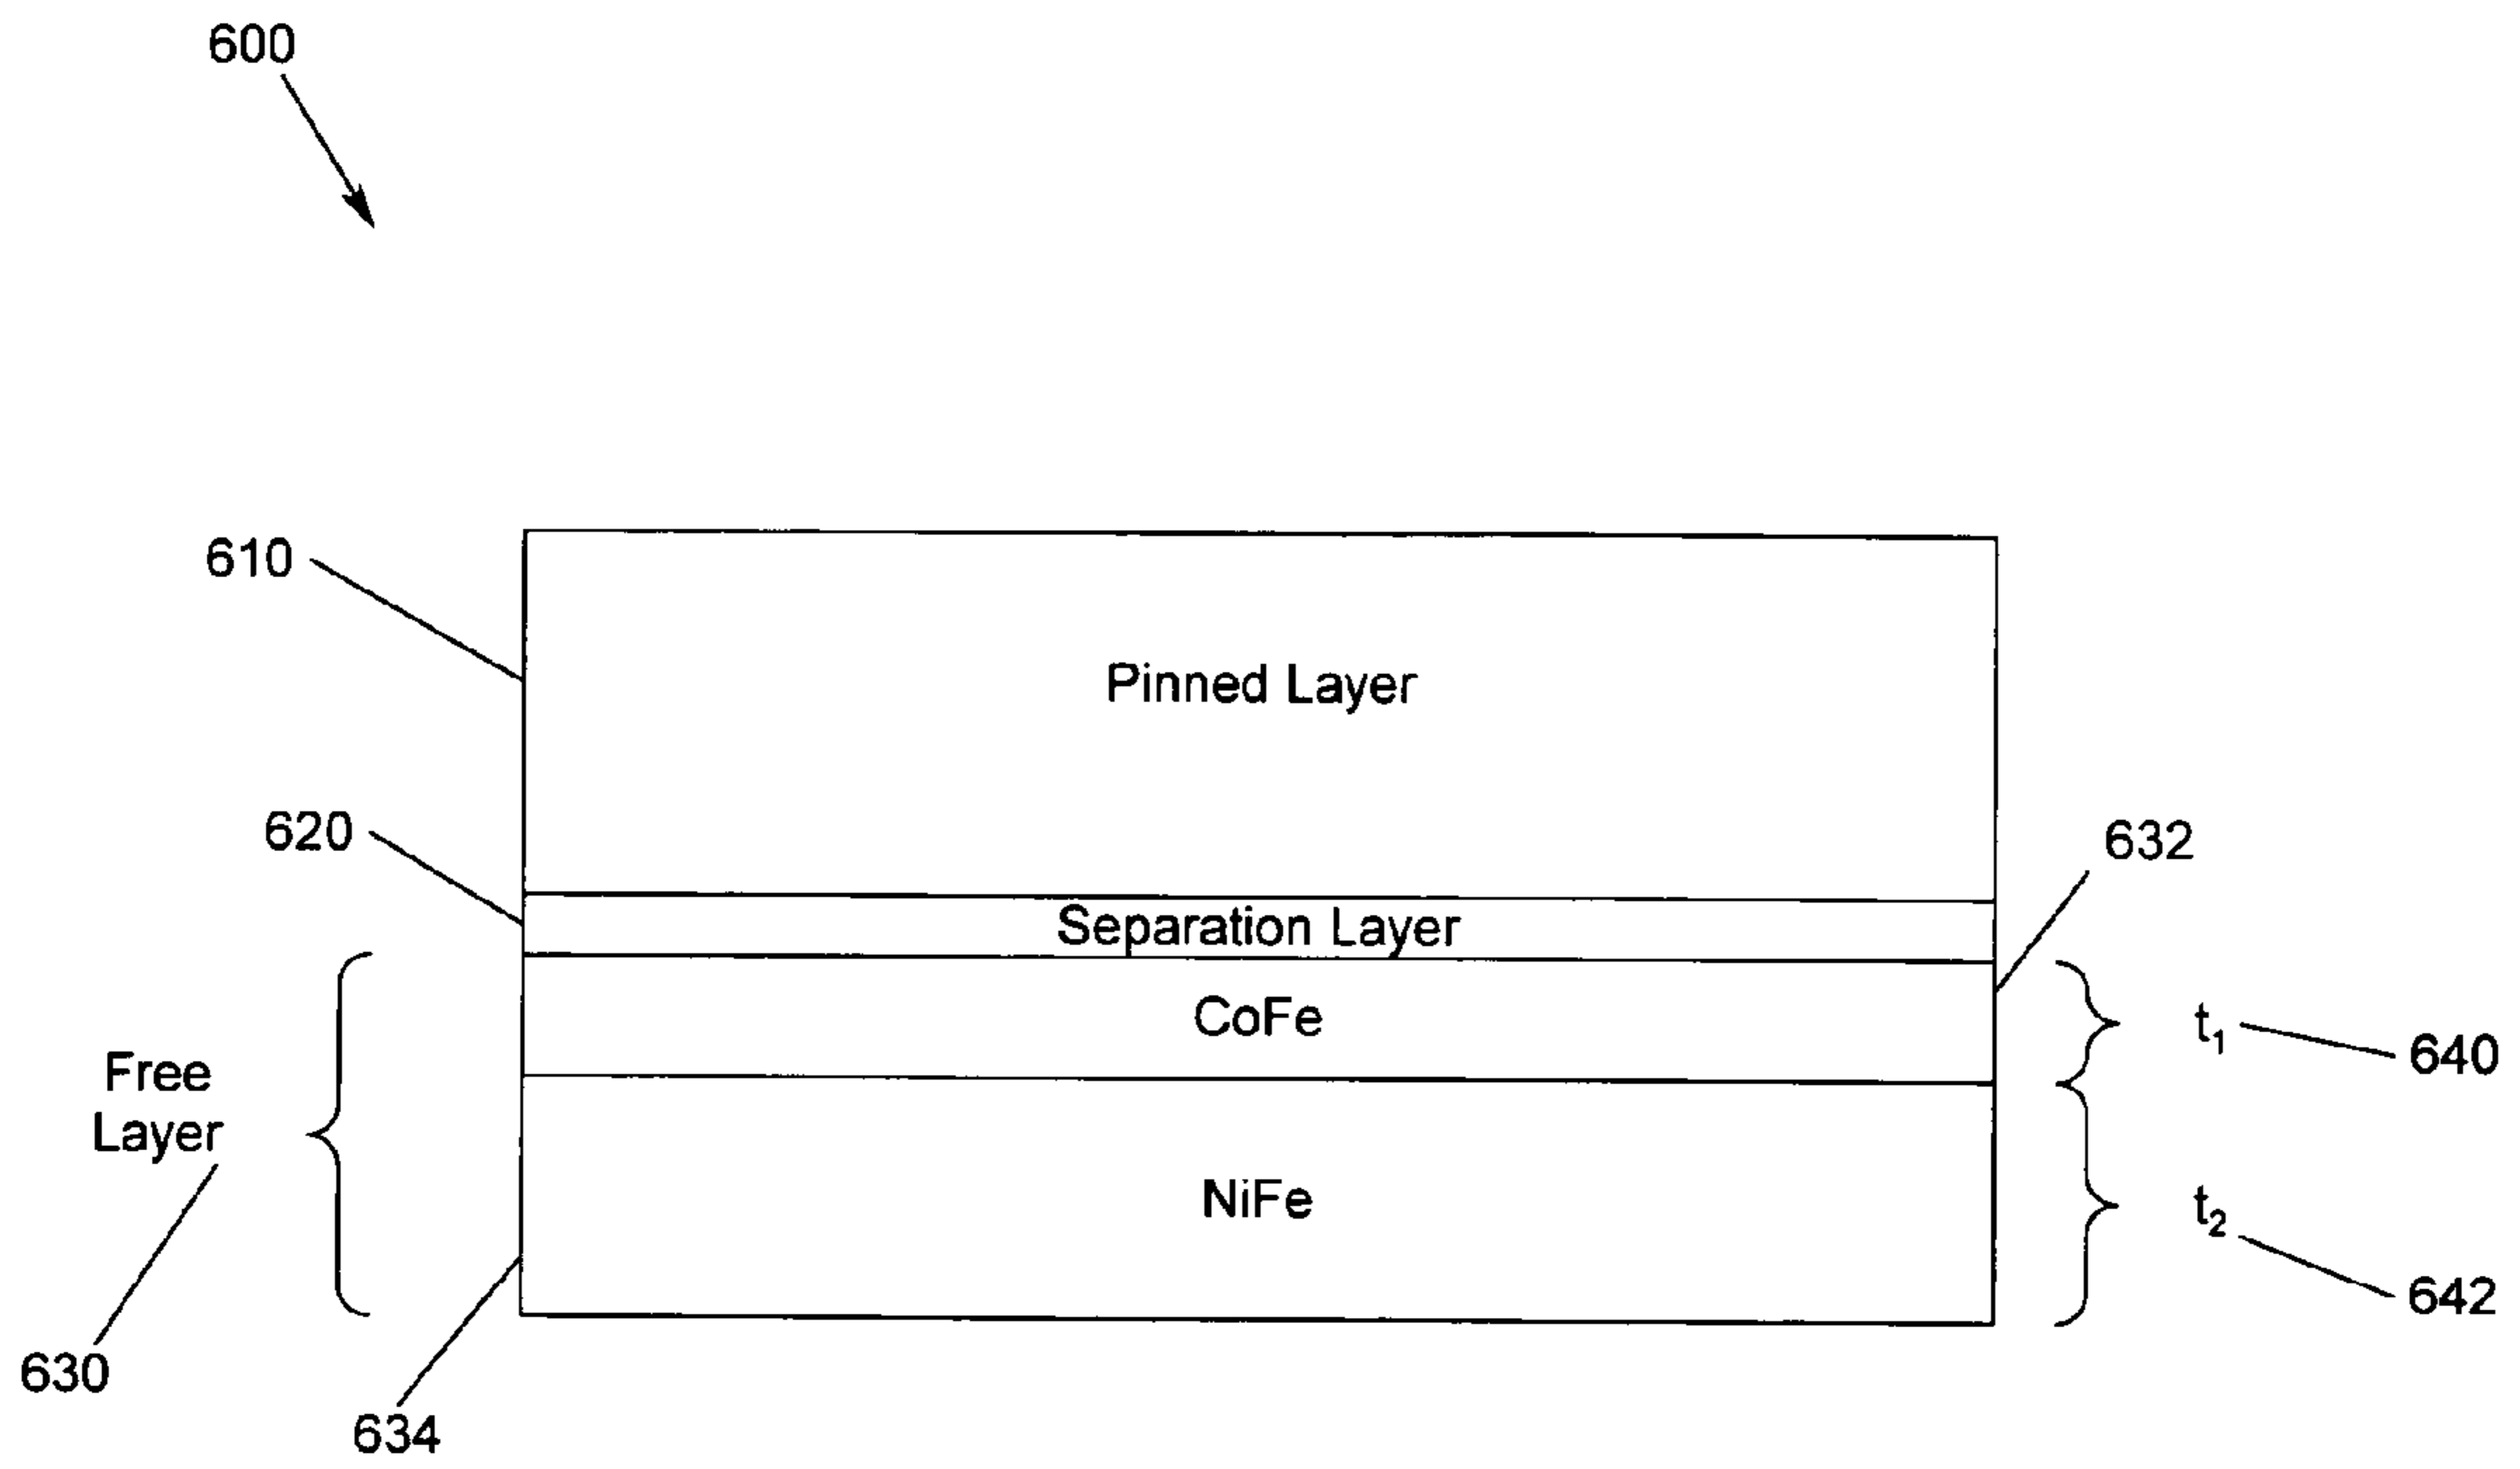 600
610
Pinned Layer
620
Separation Layer
632
CoFe
t₁
640
Free
Layer
NiFe
t₂
642
630
634